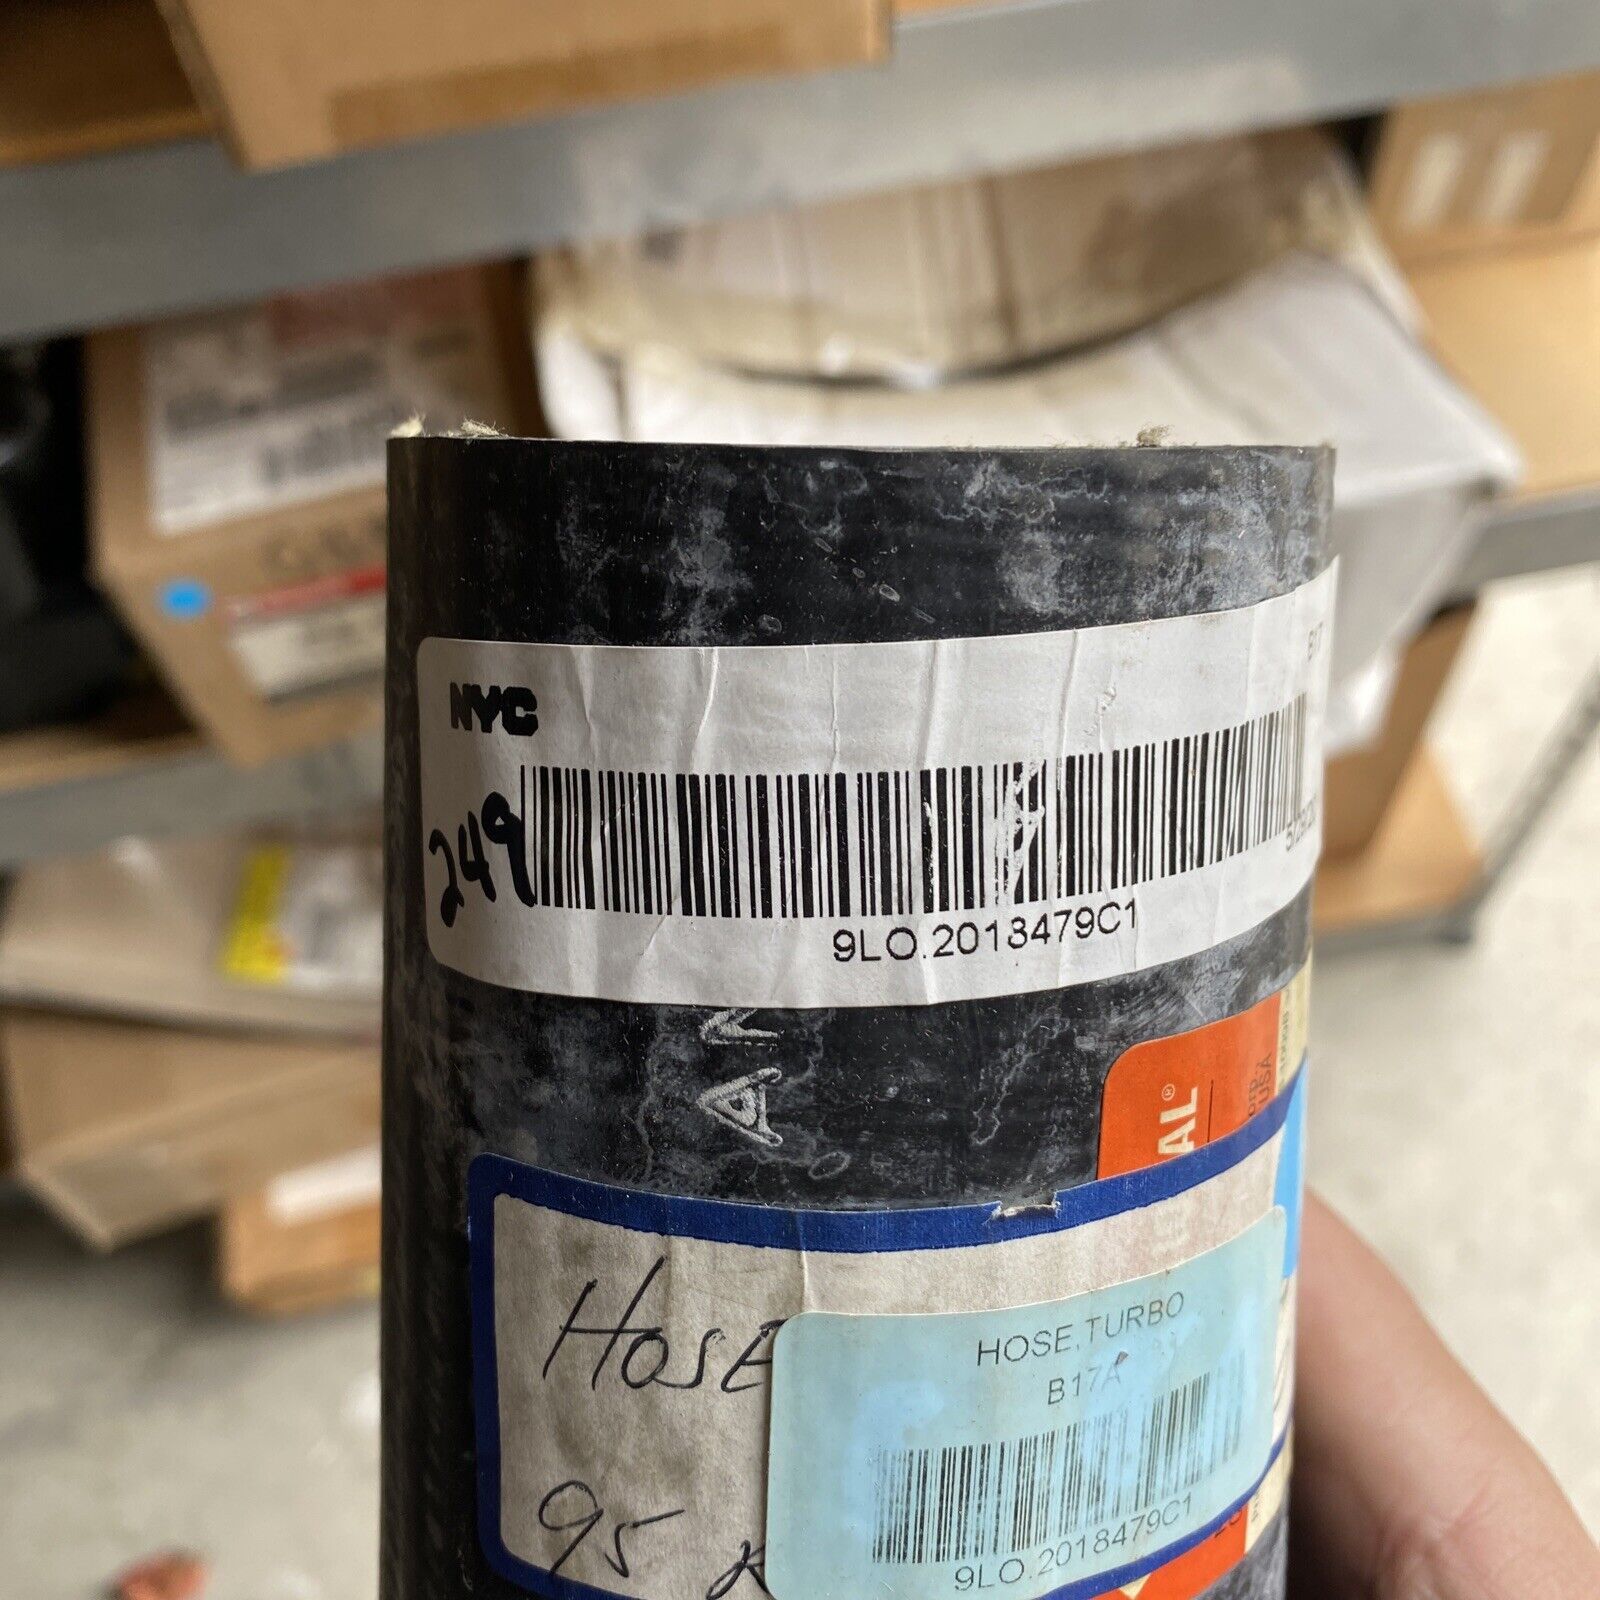 NYC
249
9LO.2018479C1
AL®
USA
HOSE
HOSE, TURBO
B17A
95
9LO.2018479C1